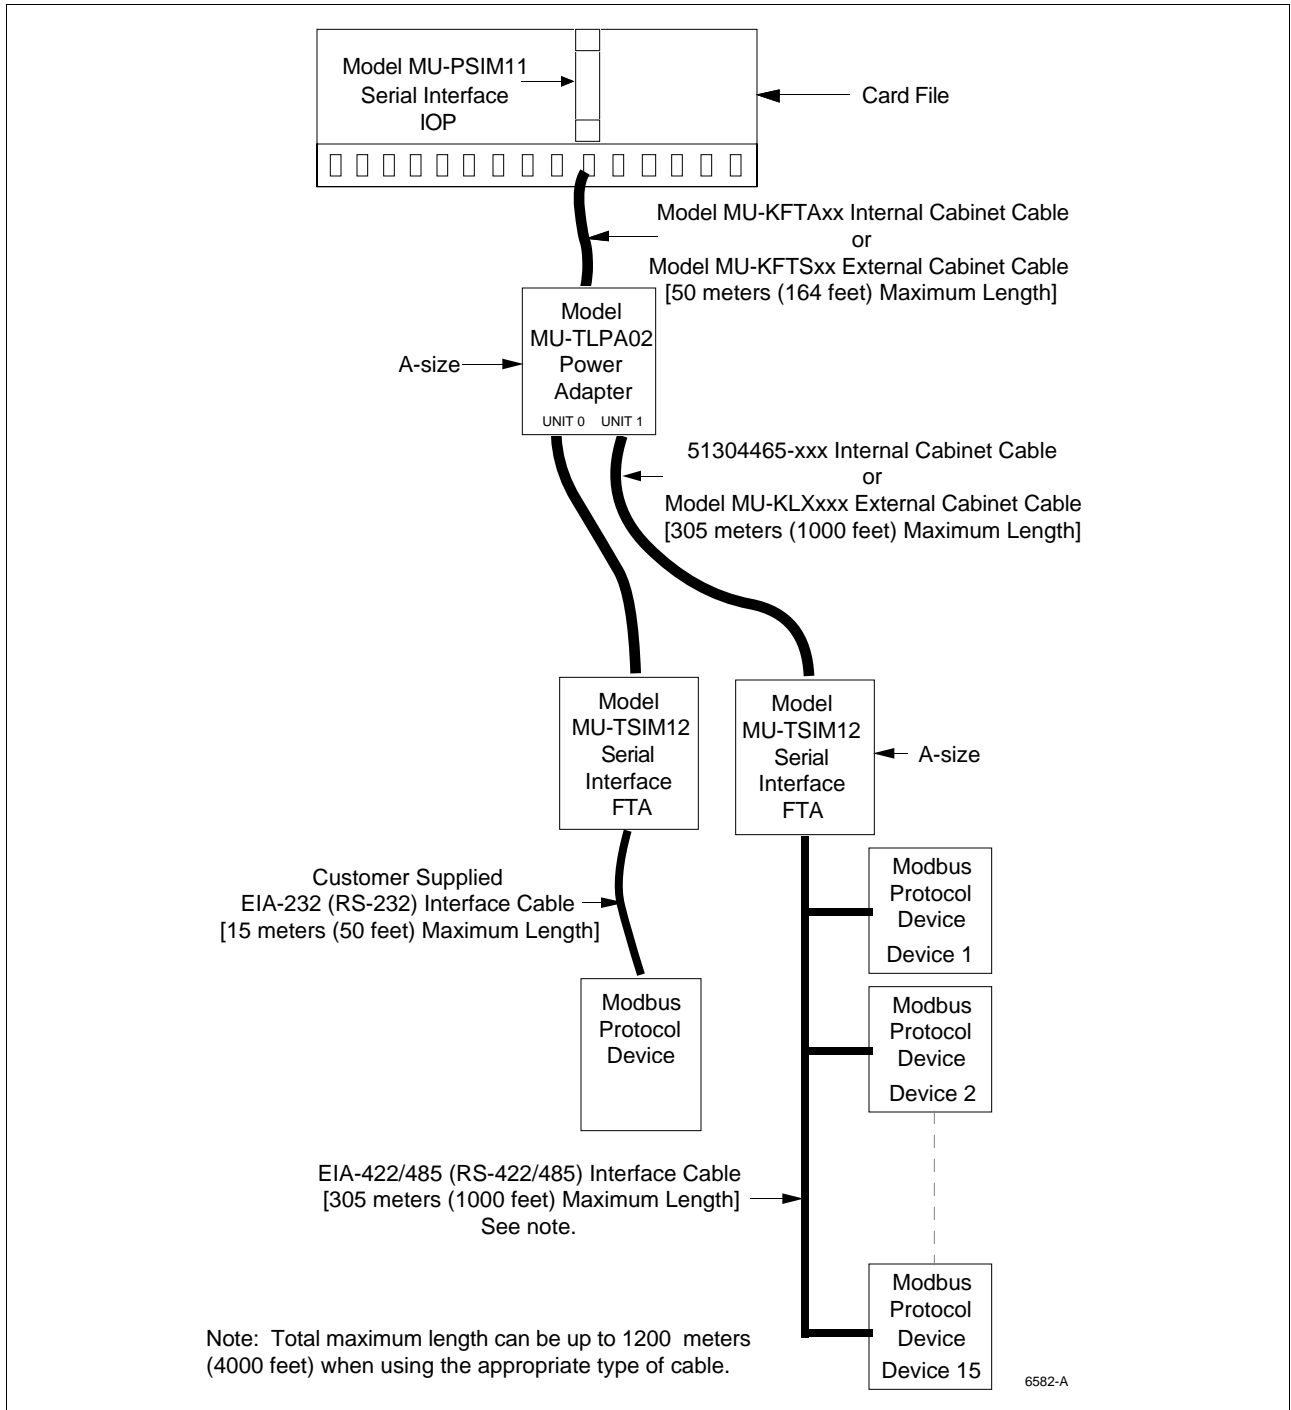 Model MU-PSIM11
Serial Interface
IOP
Card File
Model MU-KFTAxx Internal Cabinet Cable
or
Model MU-KFTSxx External Cabinet Cable
[50 meters (164 feet) Maximum Length]
Model
MU-TLPA02
Power
Adapter
UNIT 0 UNIT 1
A-size
51304465-xxx Internal Cabinet Cable
or
Model MU-KLXxxx External Cabinet Cable
[305 meters (1000 feet) Maximum Length]
Model
MU-TSIM12
Serial
Interface
FTA
Model
MU-TSIM12
Serial
Interface
FTA
A-size
Customer Supplied
EIA-232 (RS-232) Interface Cable
[15 meters (50 feet) Maximum Length]
Modbus
Protocol
Device
Modbus
Protocol
Device
Device 1
Modbus
Protocol
Device
Device 2
EIA-422/485 (RS-422/485) Interface Cable
[305 meters (1000 feet) Maximum Length]
See note.
Modbus
Protocol
Device
Device 15
Note: Total maximum length can be up to 1200 meters
(4000 feet) when using the appropriate type of cable.
6582-A